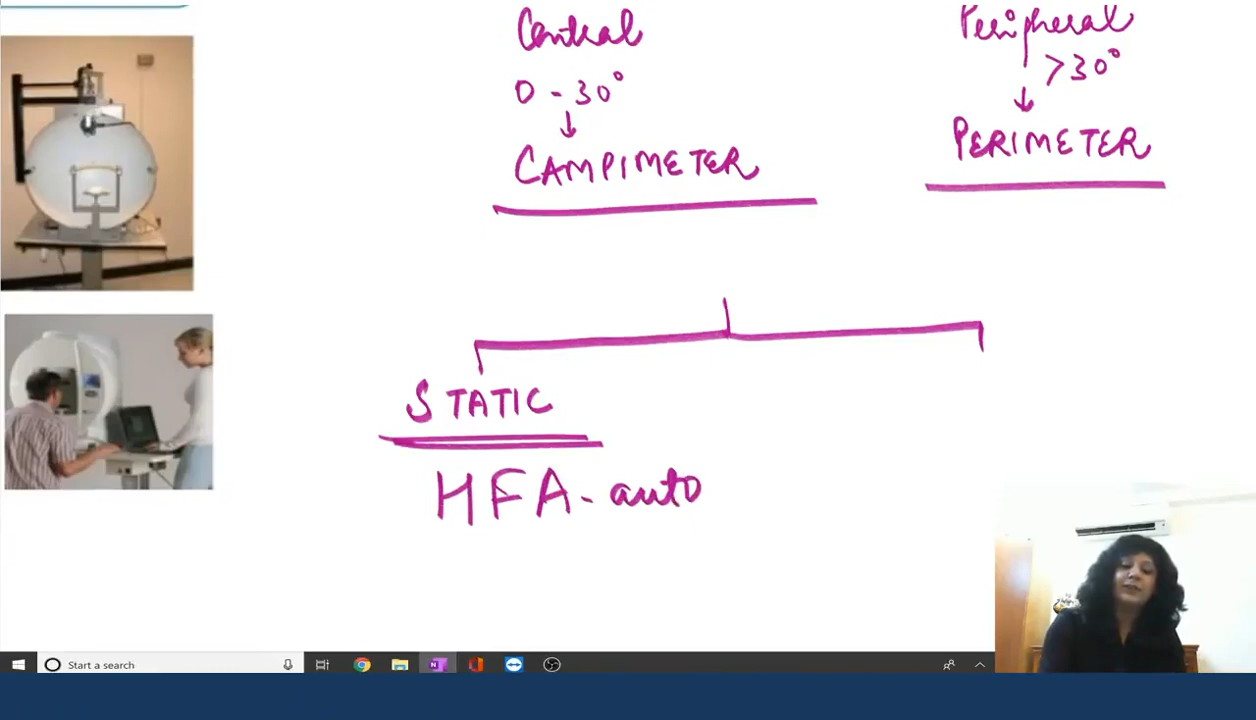 Central
0 - 30°
CAMPIMETER
Peripheral
>30°
PERIMETER
STATIC
HFA - auto
Start a search